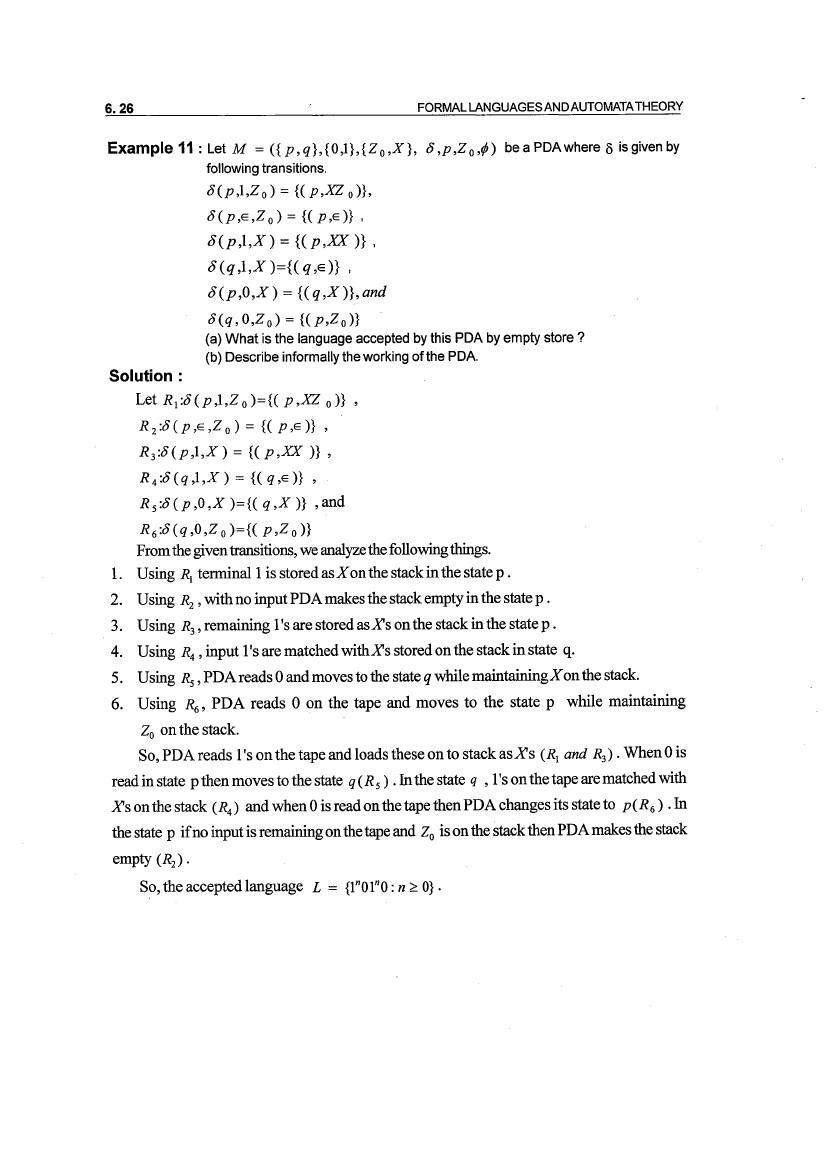 6. 26 FORMAL LANGUAGES AND AUTOMATA THEORY
Example 11 : Let M = ({ p,q},{0,1},{Z₀,X}, δ,p,Z₀,ϕ) be a PDA where δ is given by
following transitions.
δ(p,1,Z₀) = {( p,XZ₀)},
δ(p,∈,Z₀) = {( p,∈)} ,
δ(p,1,X) = {( p,XX )} ,
δ(q,1,X)={( q,∈)} ,
δ(p,0,X) = {(q,X)}, and
δ(q,0,Z₀) = {( p,Z₀)}
(a) What is the language accepted by this PDA by empty store ?
(b) Describe informally the working of the PDA.
Solution :
Let R₁:δ(p,1,Z₀)={( p,XZ₀)} ,
R₂:δ(p,∈,Z₀) = {( p,∈)} ,
R₃:δ(p,1,X) = {( p,XX )} ,
R₄:δ(q,1,X) = {( q,∈)} ,
R₅:δ(p,0,X)={( q,X )} ,and
R₆:δ(q,0,Z₀)={( p,Z₀)}
From the given transitions, we analyze the following things.
1. Using R₁ terminal 1 is stored as X on the stack in the state p .
2. Using R₂ , with no input PDA makes the stack empty in the state p .
3. Using R₃ , remaining 1's are stored as X's on the stack in the state p .
4. Using R₄ , input 1's are matched with X's stored on the stack in state q.
5. Using R₅ , PDA reads 0 and moves to the state q while maintaining X on the stack.
6. Using R₆, PDA reads 0 on the tape and moves to the state p while maintaining
Z₀ on the stack.
So, PDA reads 1's on the tape and loads these on to stack as X's (R₁ and R₃) . When 0 is
read in state p then moves to the state q(R₅) . In the state q , 1's on the tape are matched with
X's on the stack (R₄) and when 0 is read on the tape then PDA changes its state to p(R₆) . In
the state p if no input is remaining on the tape and Z₀ is on the stack then PDA makes the stack
empty (R₂) .
So, the accepted language L = {1ⁿ01ⁿ0 : n ≥ 0} .